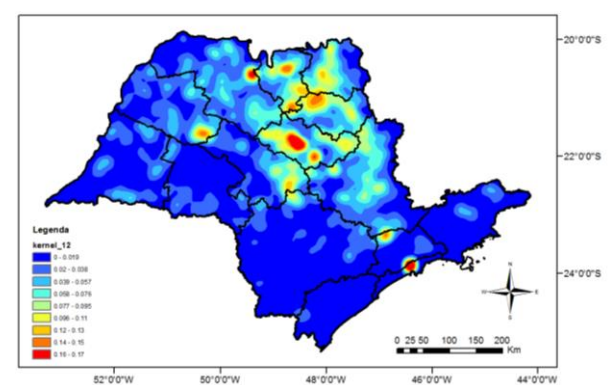 20°0'0"S
22°0'0"S
24°0'0"S
Legenda
kernel_12
0 - 0.019
0.02 - 0.038
0.039 - 0.057
0.058 - 0.076
0.077 - 0.095
0.096 - 0.11
0.12 - 0.13
0.14 - 0.15
0.16 - 0.17
W E
S
0 25 50 100 150 200
Km
52°0'0"W 50°0'0"W 48°0'0"W 46°0'0"W 44°0'0"W